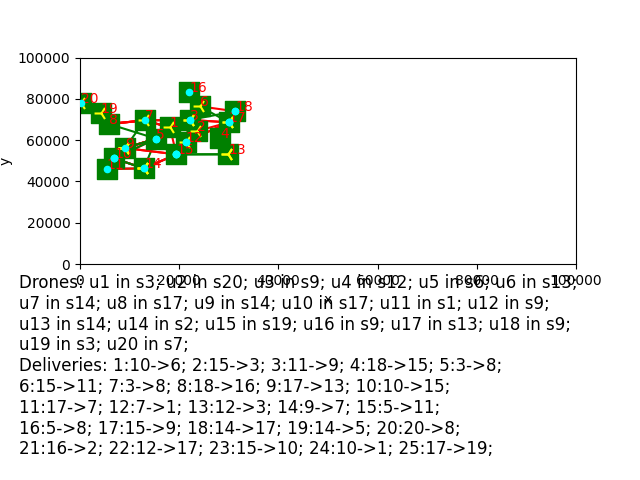 100000
80000
60000
40000
20000
0
y
0 20000 40000 60000 80000 100000
x
Drones: u1 in s3; u2 in s20; u3 in s9; u4 in s12; u5 in s6; u6 in s13;
u7 in s14; u8 in s17; u9 in s14; u10 in s17; u11 in s1; u12 in s9;
u13 in s14; u14 in s2; u15 in s19; u16 in s9; u17 in s13; u18 in s9;
u19 in s3; u20 in s7;
Deliveries: 1:10->6; 2:15->3; 3:11->9; 4:18->15; 5:3->8;
6:15->11; 7:3->8; 8:18->16; 9:17->13; 10:10->15;
11:17->7; 12:7->1; 13:12->3; 14:9->7; 15:5->11;
16:5->8; 17:15->9; 18:14->17; 19:14->5; 20:20->8;
21:16->2; 22:12->17; 23:15->10; 24:10->1; 25:17->19;